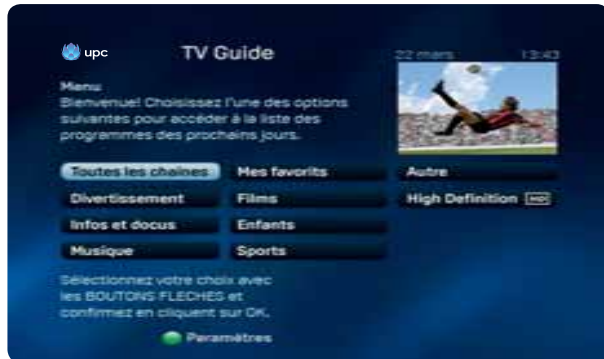 upc
TV Guide
22 mars 13:43
Menu
Bienvenue! Choisissez l'une des options
suivantes pour accéder à la liste des
programmes des prochains jours.
Toutes les chaînes
Mes favorits
Autre
Divertissement
Films
High Definition HD
Infos et docus
Enfants
Musique
Sports
Sélectionnez votre choix avec
les BOUTONS FLECHES et
confirmez en cliquent sur OK.
Paramètres